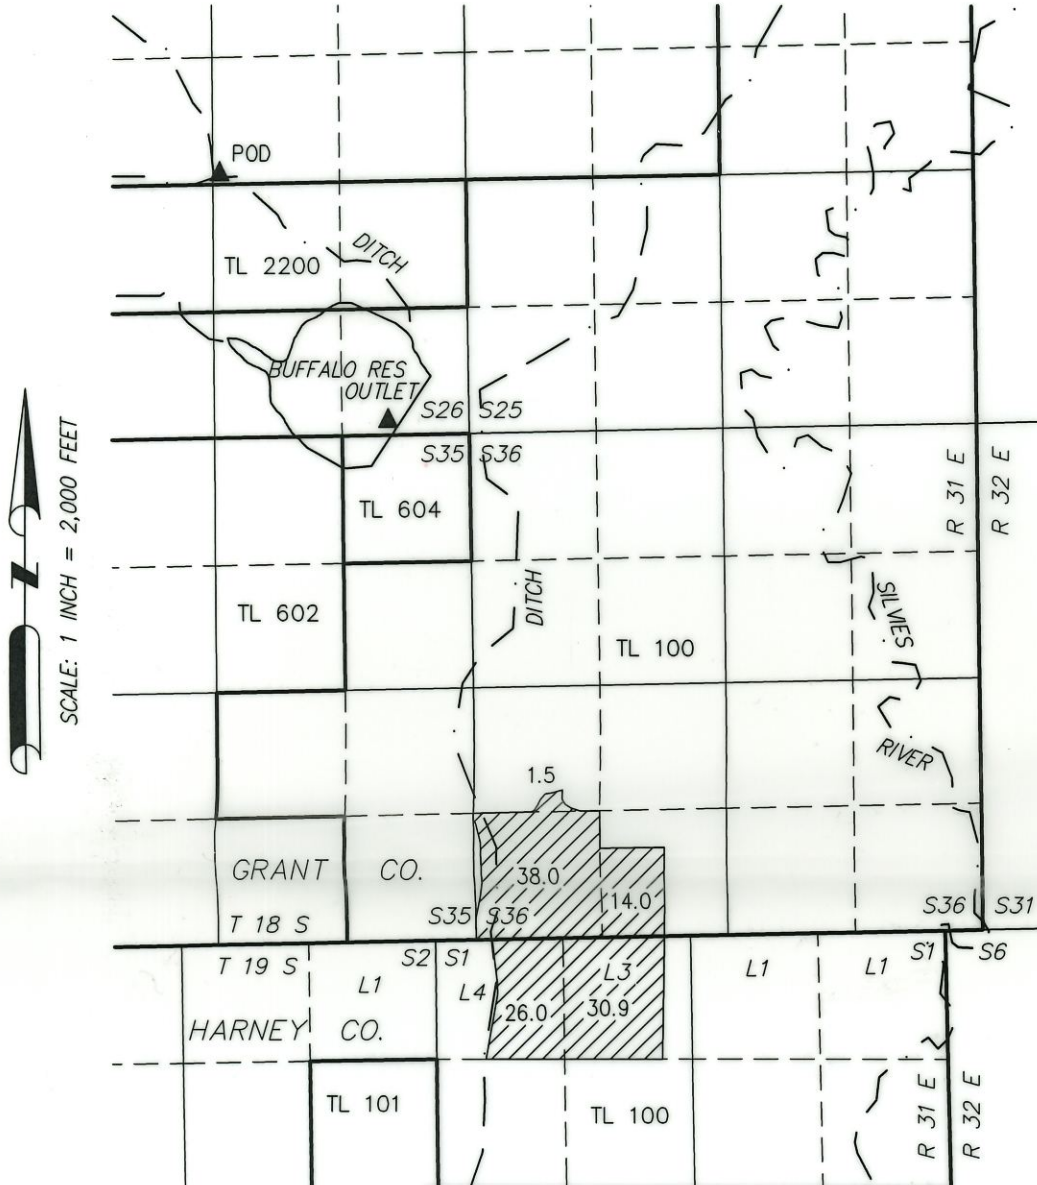 POD
DITCH
TL 2200
BUFFALO RES
OUTLET
S26 S25
S35 S36
TL 604
R 31 E
R 32 E
SCALE: 1 INCH = 2,000 FEET
N
DITCH
SILVIES
TL 602
TL 100
RIVER
1.5
GRANT CO.
38.0
14.0
T 18 S
S35 S36
S36 S31
T 19 S
S2 S1
L1
L4
L3
L1
L1
S1 S6
HARNEY CO.
26.0
30.9
TL 101
TL 100
R 31 E
R 32 E